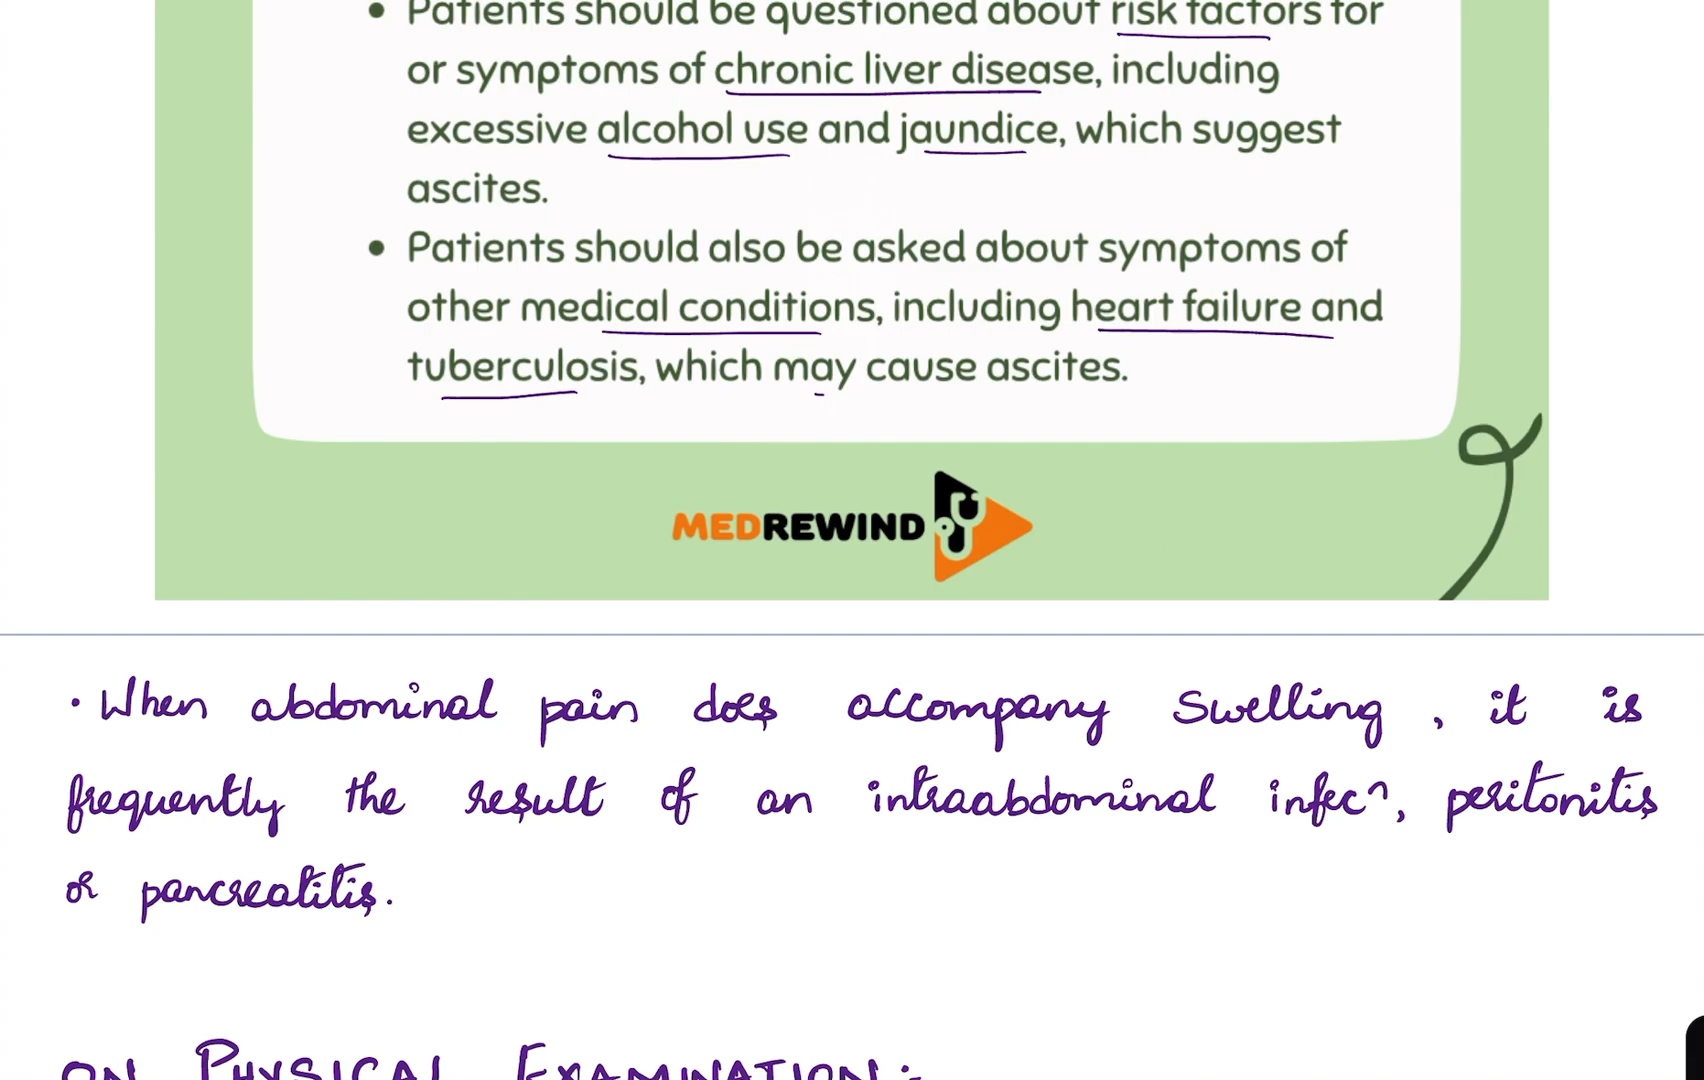 Patients should be questioned about risk factors for
or symptoms of chronic liver disease, including
excessive alcohol use and jaundice, which suggest
ascites.
• Patients should also be asked about symptoms of
other medical conditions, including heart failure and
tuberculosis, which may cause ascites.
MEDREWIND
· When abdominal pain does accompany swelling, it is
frequently the result of an intraabdominal infecⁿ, peritonitis
or pancreatitis.
ON PHYSICAL EXAMINATION: